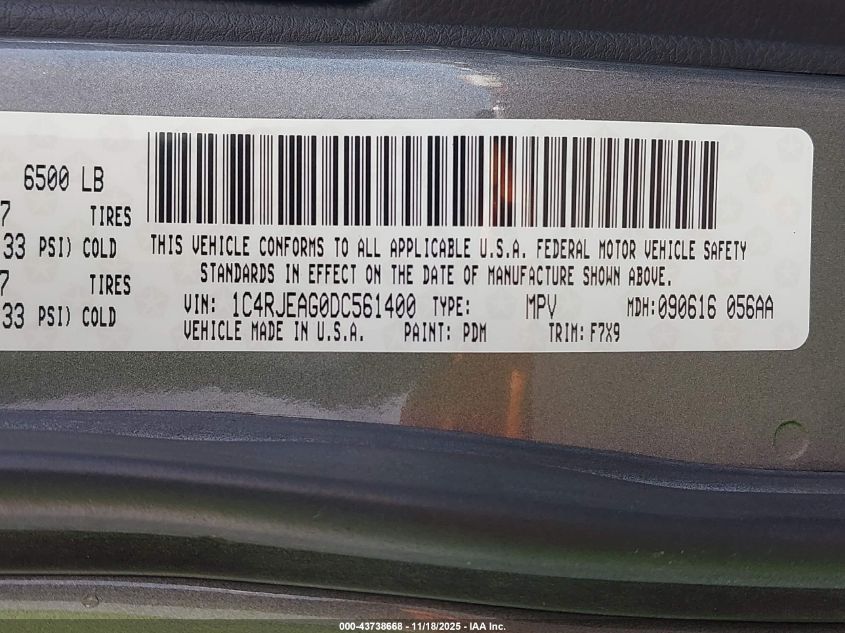 6500 LB
7 TIRES
33 PSI) COLD
7 TIRES
33 PSI) COLD
THIS VEHICLE CONFORMS TO ALL APPLICABLE U.S.A. FEDERAL MOTOR VEHICLE SAFETY
STANDARDS IN EFFECT ON THE DATE OF MANUFACTURE SHOWN ABOVE.
VIN: 1C4RJEAG0DC561400 TYPE: MPV MDH:090616 056AA
VEHICLE MADE IN U.S.A. PAINT: PDM TRIM: F7X9
000-43738668 - 11/18/2025 - IAA Inc.